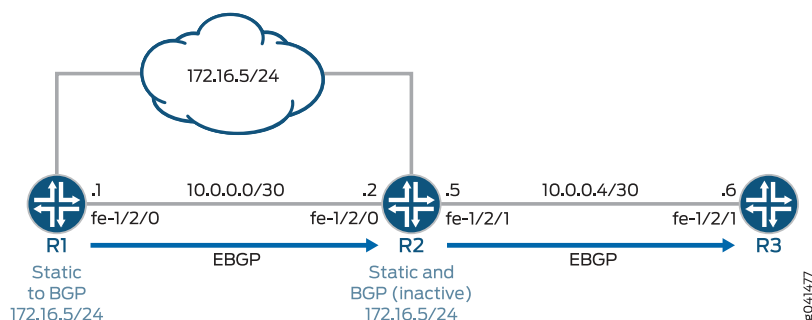 172.16.5/24
.1
10.0.0.0/30
.2
.5
10.0.0.4/30
.6
fe-1/2/0
fe-1/2/0
fe-1/2/1
fe-1/2/1
R1
R2
R3
EBGP
EBGP
Static
to BGP
172.16.5/24
Static and
BGP (inactive)
172.16.5/24
g041477